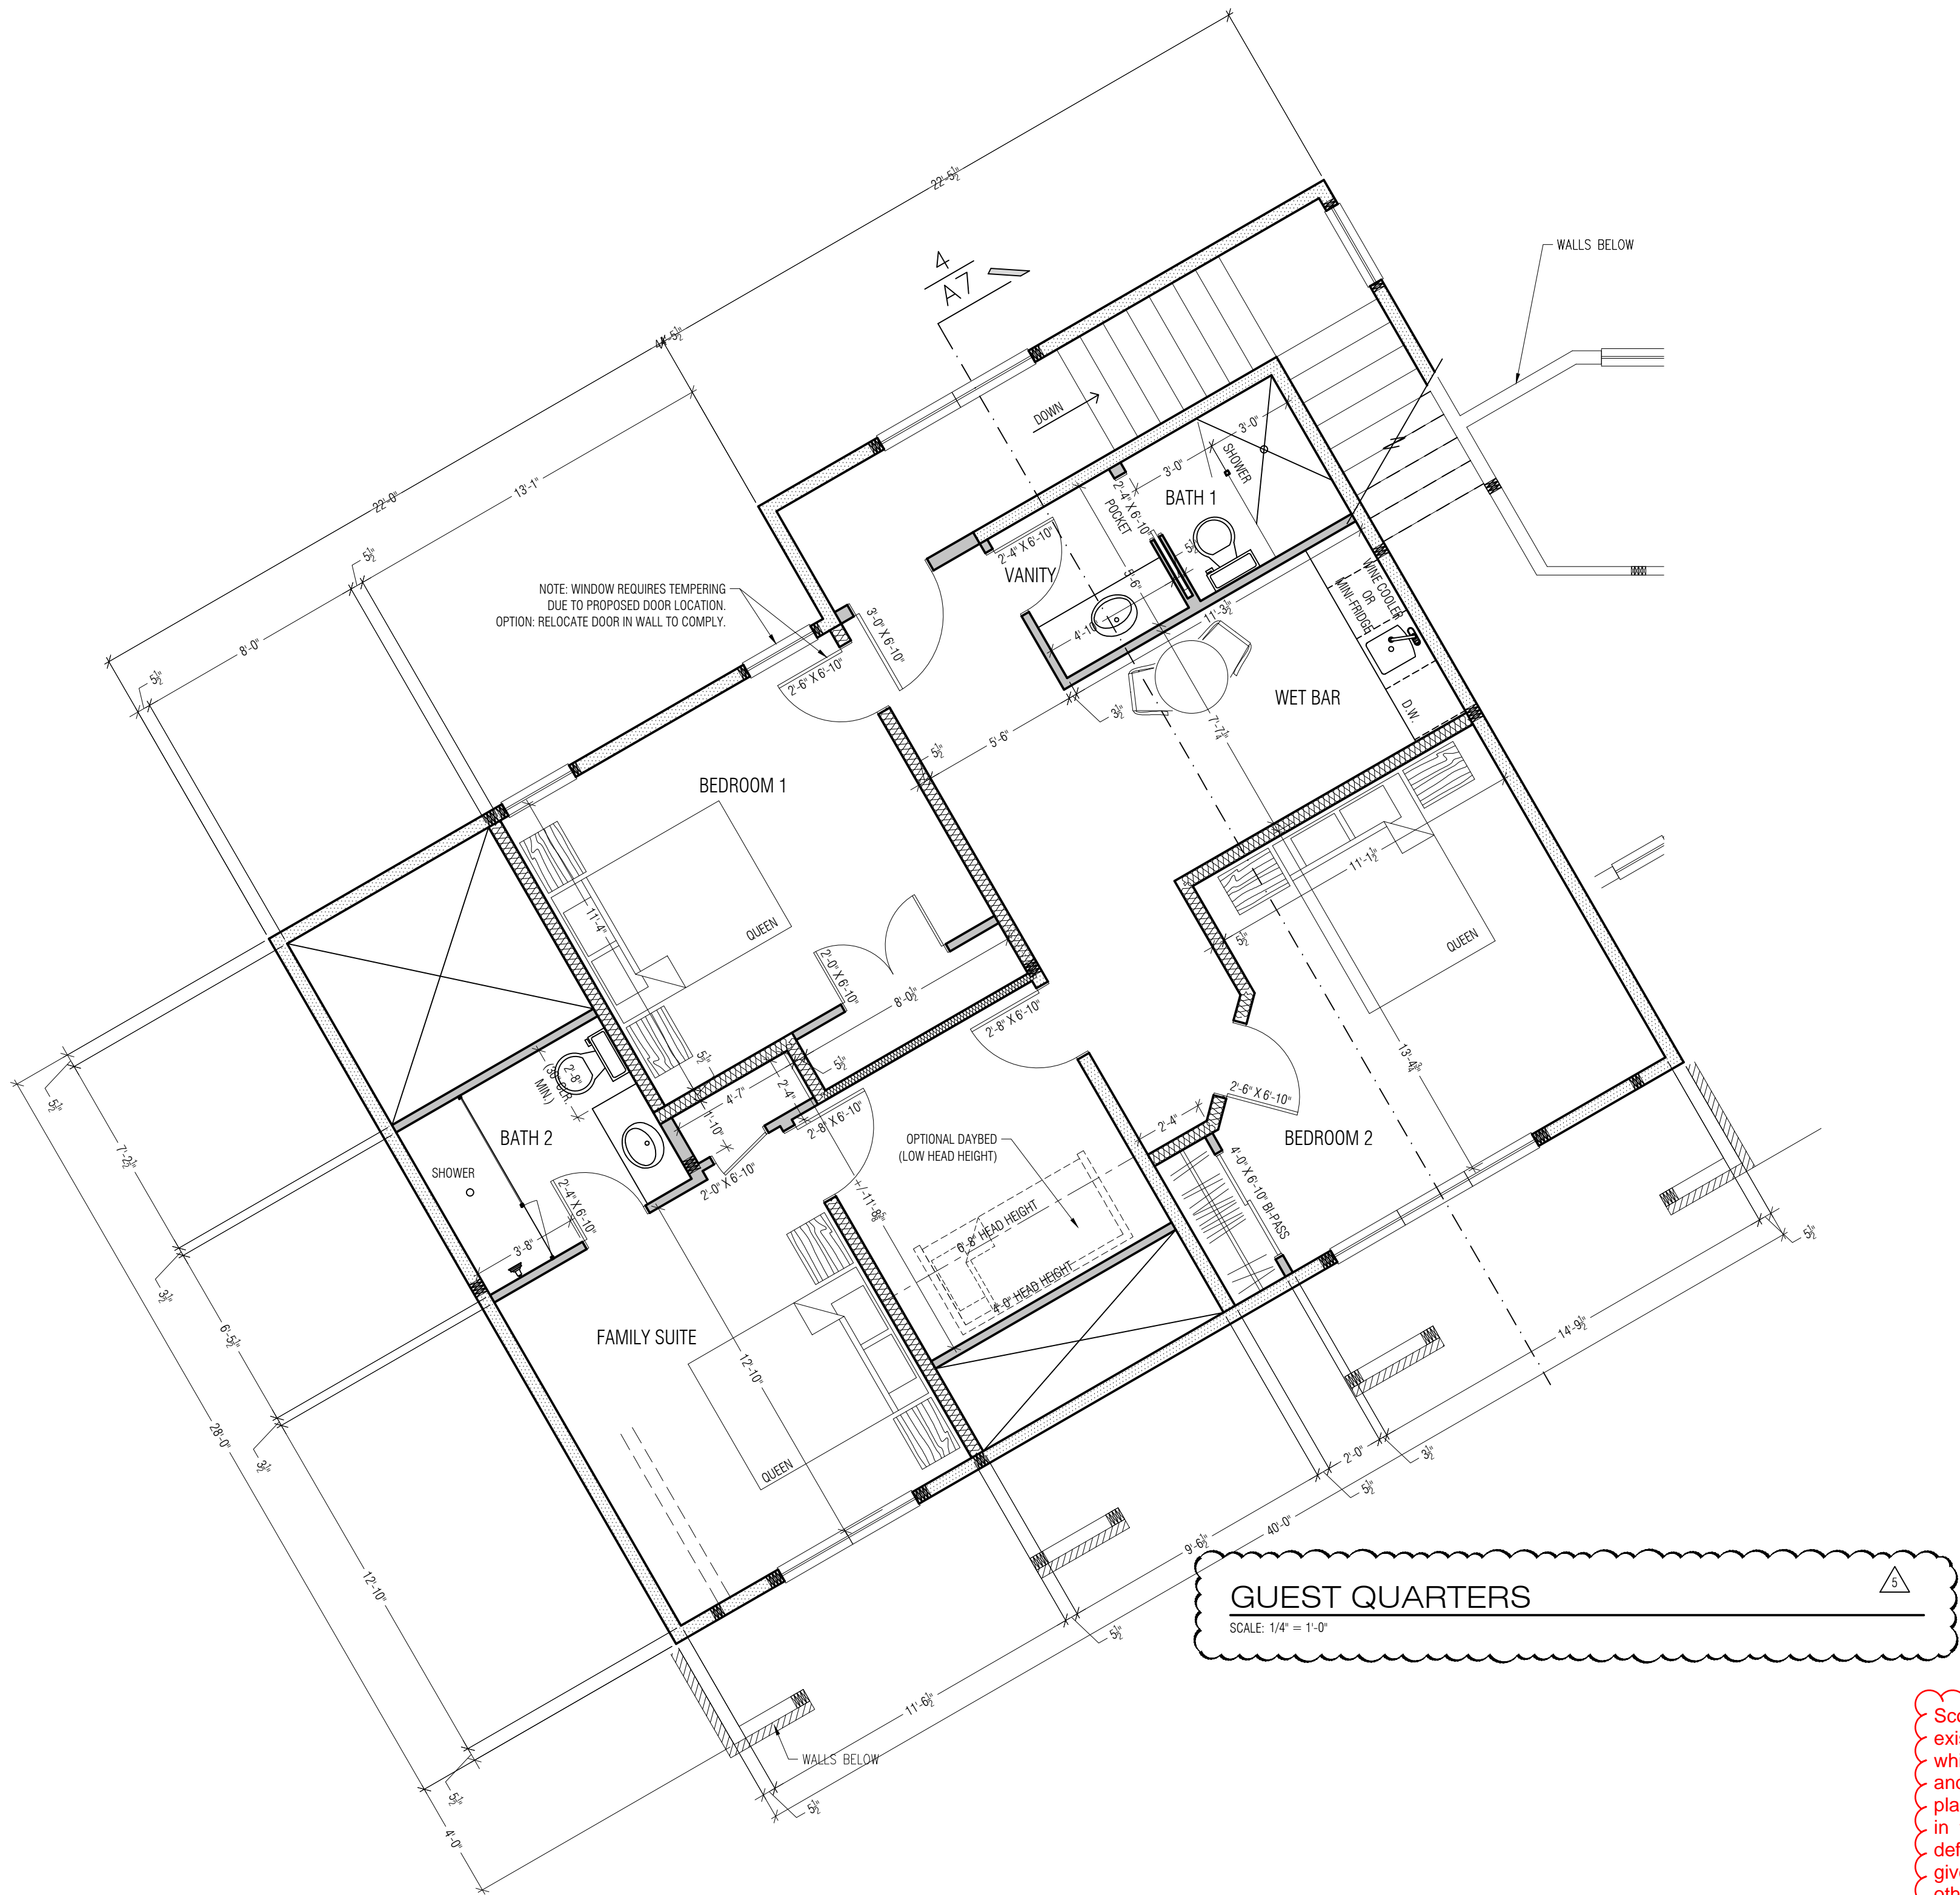 22'-5½"
4
A7
WALLS BELOW
44'-5½"
22'-0"
13'-1"
5½"
8'-0"
5½"
NOTE: WINDOW REQUIRES TEMPERING
DUE TO PROPOSED DOOR LOCATION.
OPTION: RELOCATE DOOR IN WALL TO COMPLY.
DOWN
3'-0"
SHOWER
3'-0"
BATH 1
2'-4" X 6'-10"
POCKET
2'-4" X 6'-10"
VANITY
5½"
5'-6"
4'-10"
11'-3½"
WINE COOLER
OR
MINI-FRIDGE
3'-0" X 6'-10"
2'-6" X 6'-10"
WET BAR
D.W.
3½"
7'-7¼"
5'-6"
5½"
BEDROOM 1
11'-4"
QUEEN
11'-1½"
QUEEN
5½"
2'-0" X 6'-10"
8'-0½"
2'-8" X 6'-10"
13'-4¾"
5½"
5½"
2'-4"
4'-7"
1'-10"
2'-8"
MIN.)
BATH 2
SHOWER
2'-8" X 6'-10"
2'-0" X 6'-10"
2'-4" X 6'-10"
3'-8"
OPTIONAL DAYBED
(LOW HEAD HEIGHT)
2'-4"
2'-6" X 6'-10"
BEDROOM 2
4'-0" X 6'-10" BI-PASS
+/-11'-8⅝"
6'-8" HEAD HEIGHT
4'-0" HEAD HEIGHT
FAMILY SUITE
12'-10"
QUEEN
5½"
7'-2½"
3½"
6'-5½"
3½"
28'-0"
12'-10"
5½"
4'-0"
5½"
14'-9½"
3½"
2'-0"
5½"
40'-0"
9'-6½"
5½"
11'-6½"
5½"
WALLS BELOW
GUEST QUARTERS
5
SCALE: 1/4" = 1'-0"
in